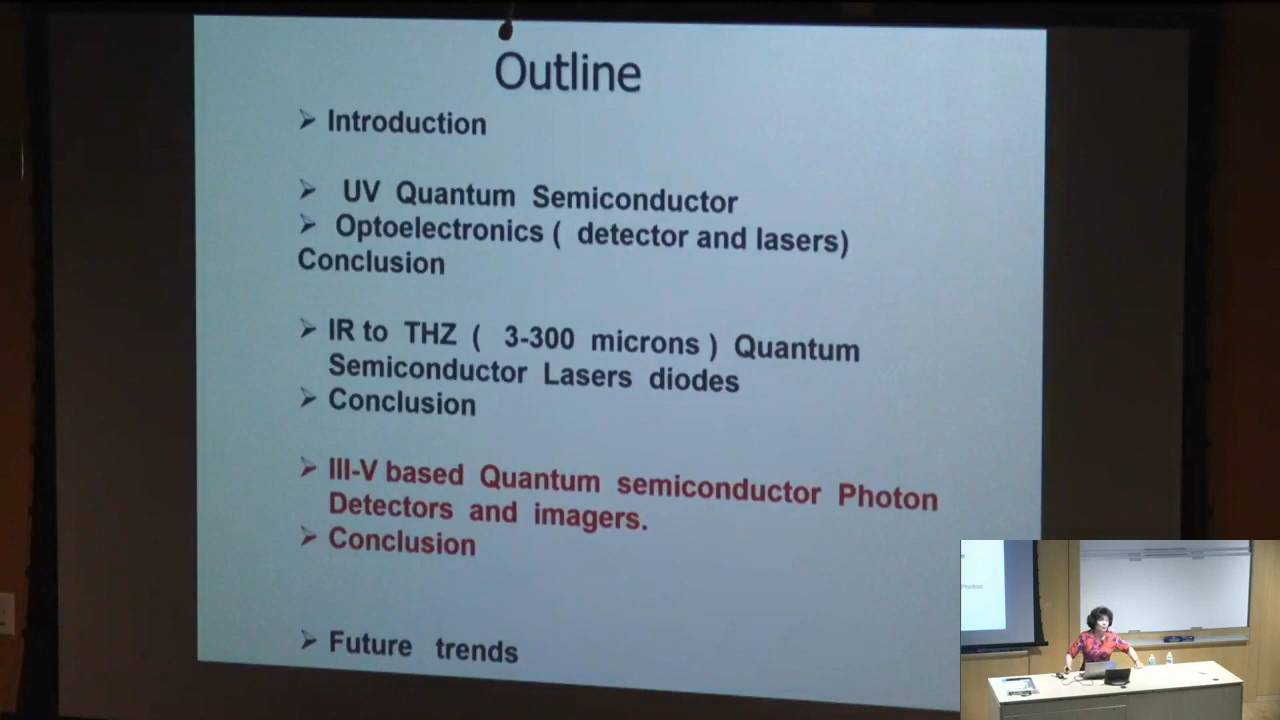 Outline
➢ Introduction
➢ UV Quantum Semiconductor
➢ Optoelectronics ( detector and lasers)
Conclusion
➢ IR to THZ ( 3-300 microns ) Quantum
Semiconductor Lasers diodes
➢ Conclusion
➢ III-V based Quantum semiconductor Photon
Detectors and imagers.
➢ Conclusion
➢ Future trends